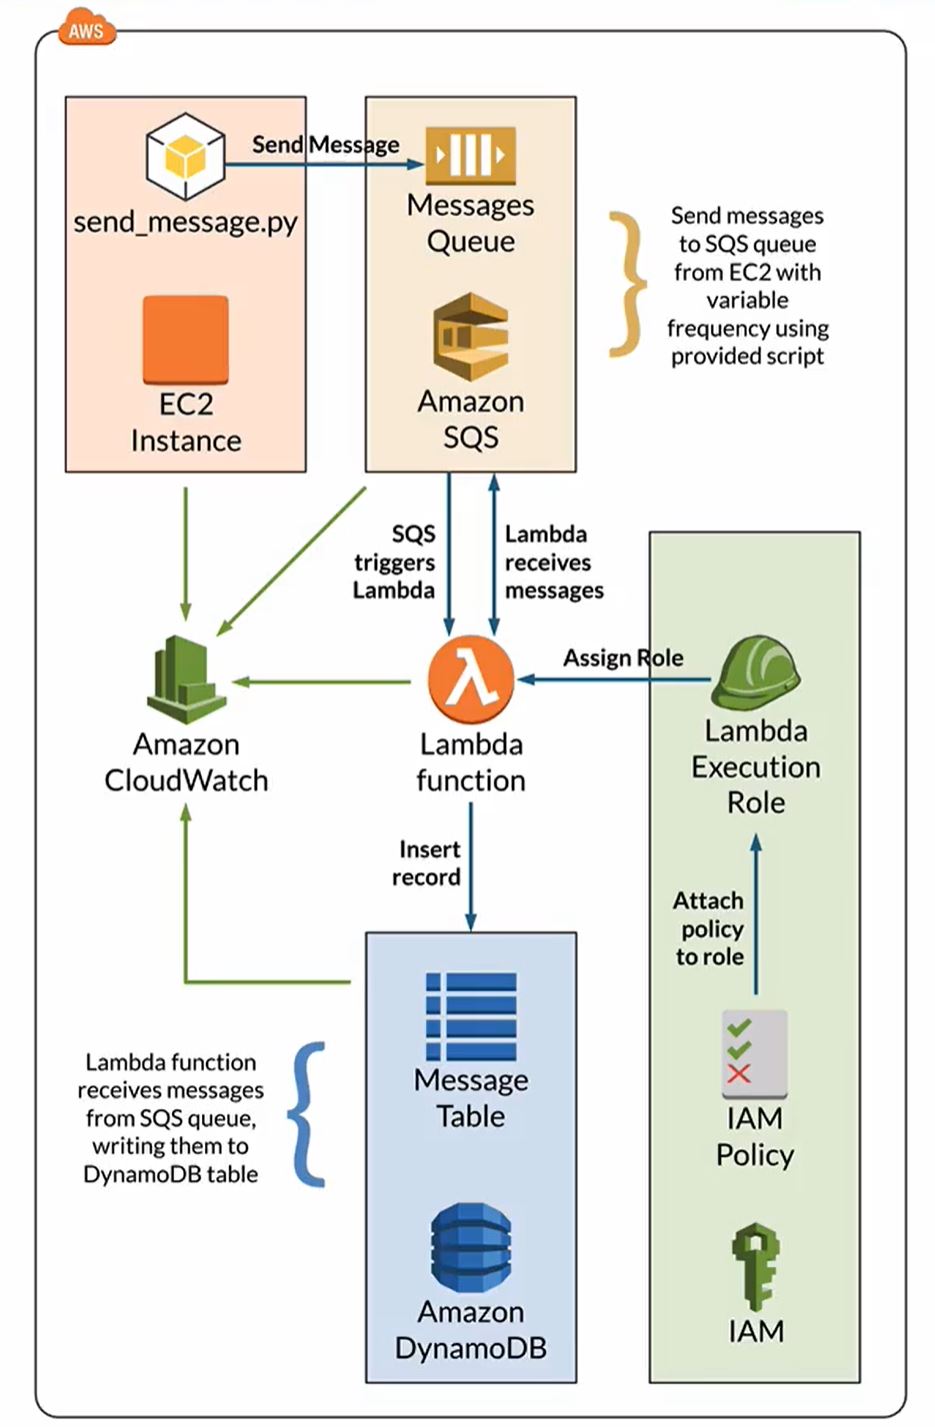 AWS
Send Message
send_message.py
Messages
Queue
EC2
Instance
Amazon
SQS
Send messages
to SQS queue
from EC2 with
variable
frequency using
provided script
SQS
triggers
Lambda
Lambda
receives
messages
Assign Role
Amazon
CloudWatch
Lambda
function
Lambda
Execution
Role
Insert
record
Attach
policy
to role
Message
Table
Lambda function
receives messages
from SQS queue,
writing them to
DynamoDB table
IAM
Policy
Amazon
DynamoDB
IAM